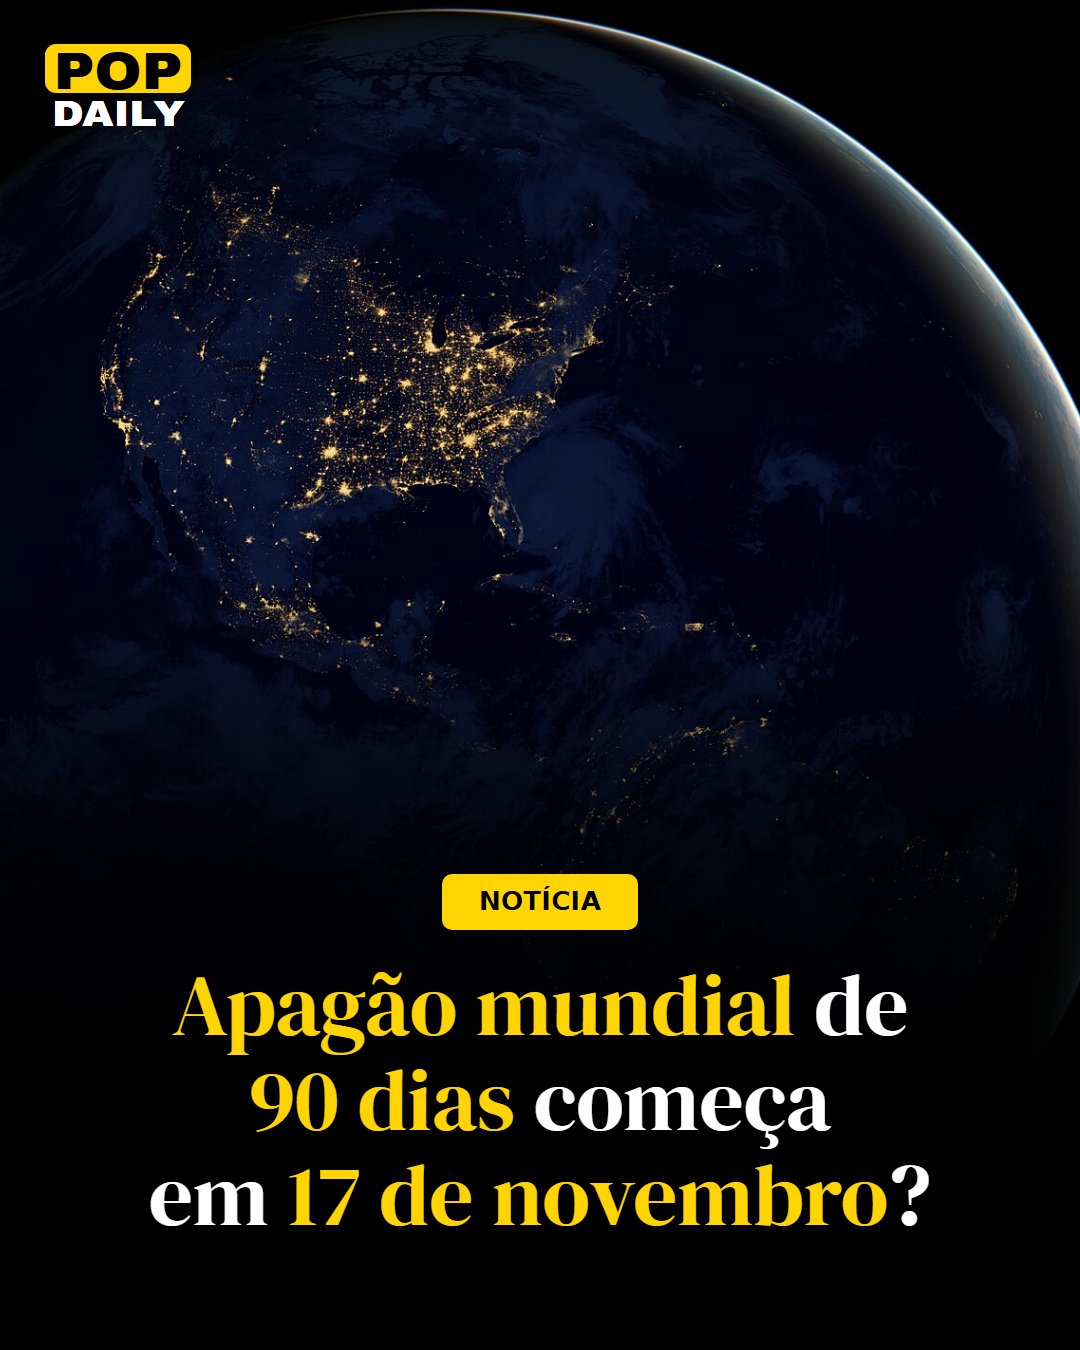 POP
DAILY
NOTÍCIA
Apagão mundial de
90 dias começa
em 17 de novembro?